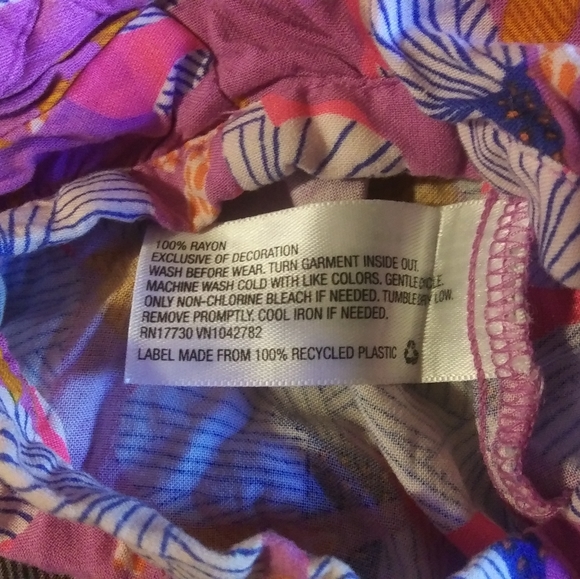 100% RAYON
EXCLUSIVE OF DECORATION
WASH BEFORE WEAR. TURN GARMENT INSIDE OUT.
MACHINE WASH COLD WITH LIKE COLORS. GENTLE CYCLE.
ONLY NON-CHLORINE BLEACH IF NEEDED. TUMBLE DRY LOW.
REMOVE PROMPTLY. COOL IRON IF NEEDED.
RN17730 VN1042782
LABEL MADE FROM 100% RECYCLED PLASTIC